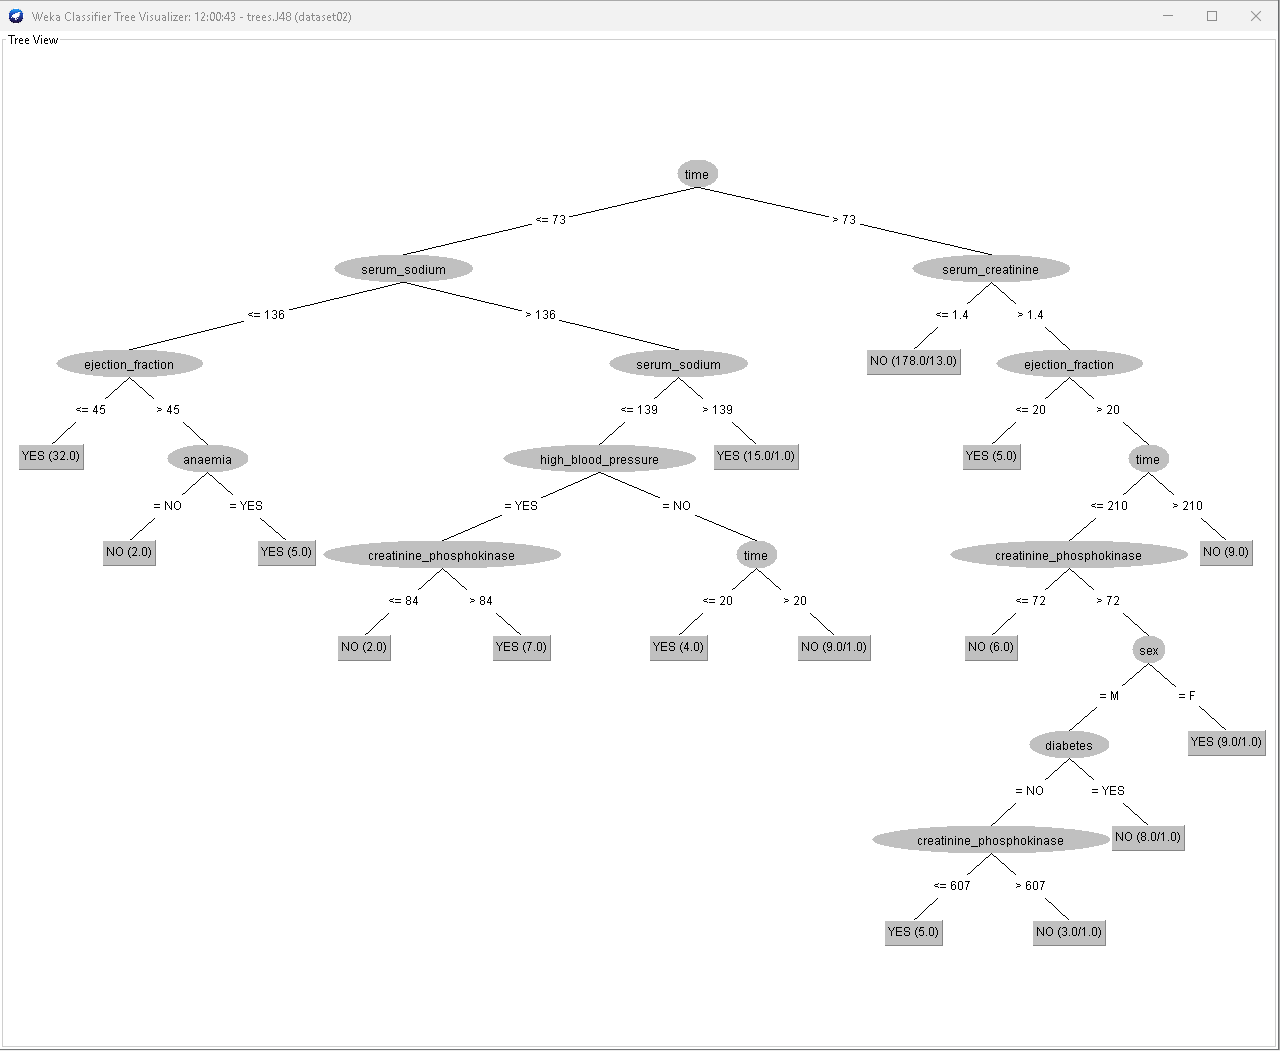 Weka Classifier Tree Visualizer: 12:00:43 - trees.J48 (dataset02)
Tree View
time
<= 73
> 73
serum_sodium
serum_creatinine
<= 136
> 136
<= 1.4
> 1.4
ejection_fraction
serum_sodium
NO (178.0/13.0)
ejection_fraction
<= 45
> 45
<= 139
> 139
<= 20
> 20
YES (32.0)
anaemia
high_blood_pressure
YES (15.0/1.0)
YES (5.0)
time
= NO
= YES
= YES
= NO
<= 210
> 210
NO (2.0)
YES (5.0)
creatinine_phosphokinase
time
creatinine_phosphokinase
NO (9.0)
<= 84
> 84
<= 20
> 20
<= 72
> 72
NO (2.0)
YES (7.0)
YES (4.0)
NO (9.0/1.0)
NO (6.0)
sex
= M
= F
diabetes
YES (9.0/1.0)
= NO
= YES
creatinine_phosphokinase
NO (8.0/1.0)
<= 607
> 607
YES (5.0)
NO (3.0/1.0)